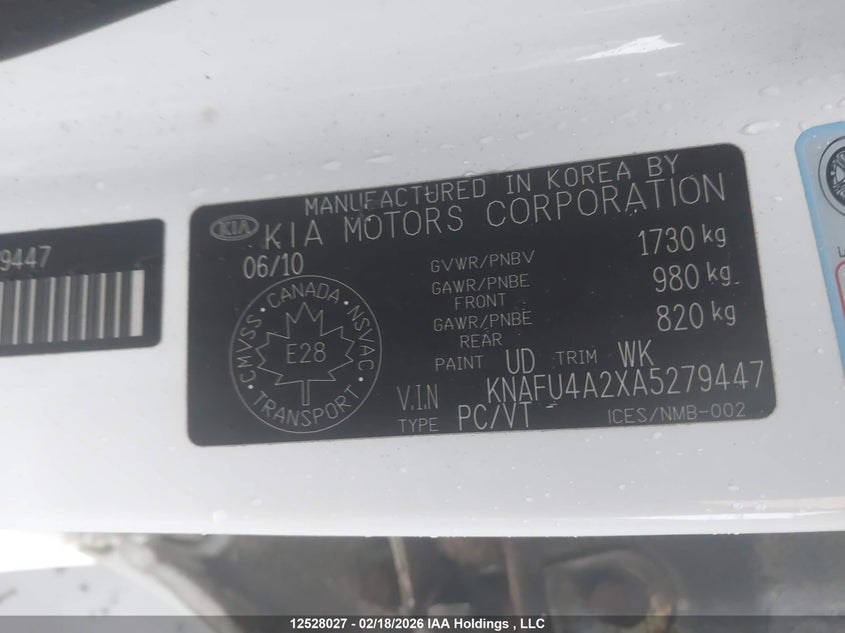 9447
MANUFACTURED IN KOREA BY
KIA KIA MOTORS CORPORATION
06/10
GVWR/PNBV 1730 kg
GAWR/PNBE FRONT 980 kg
GAWR/PNBE REAR 820 kg
PAINT UD TRIM WK
V.I.N KNAFU4A2XA5279447
TYPE PC/VT ICES/NMB-002
CMVSS · CANADA · NSVAC · TRANSPORT ·
E28
12528027 - 02/18/2026 IAA Holdings , LLC